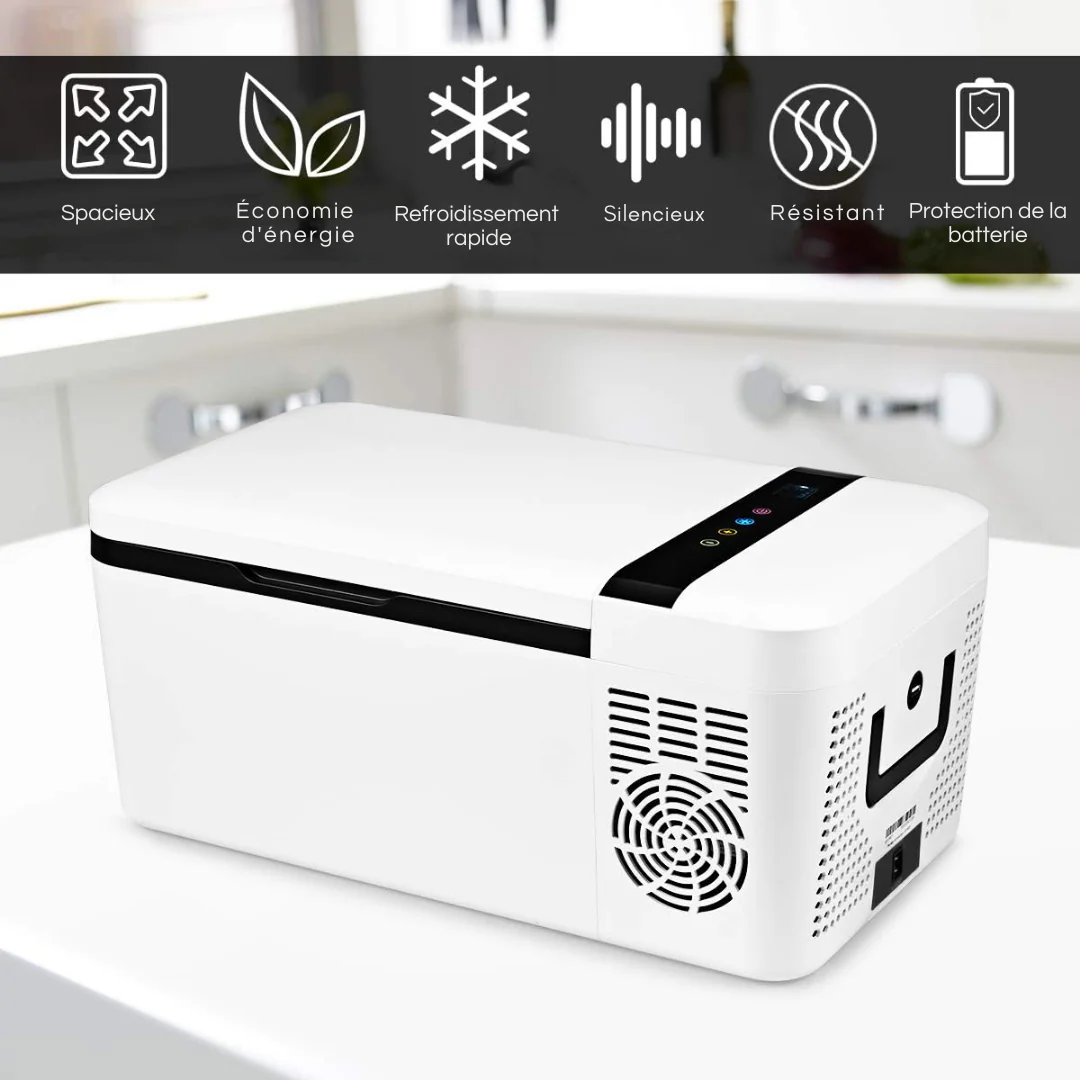 Spacieux
Économie
d'énergie
Refroidissement
rapide
Silencieux
Résistant
Protection de la
batterie